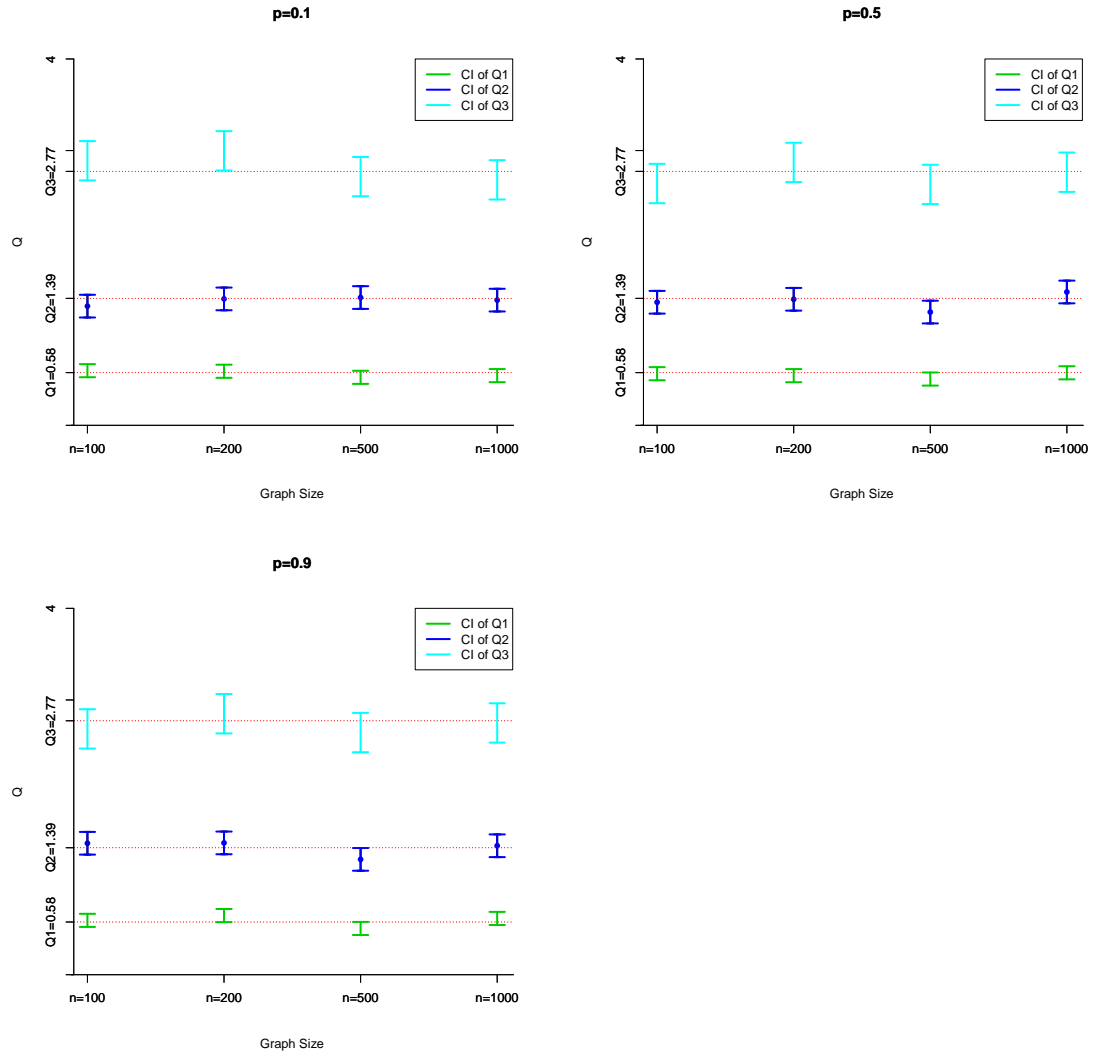 p=0.1
4
CI of Q1
CI of Q2
CI of Q3
Q3=2.77
Q
Q2=1.39
Q1=0.58
n=100 n=200 n=500 n=1000
Graph Size
p=0.5
4
CI of Q1
CI of Q2
CI of Q3
Q3=2.77
Q
Q2=1.39
Q1=0.58
n=100 n=200 n=500 n=1000
Graph Size
p=0.9
4
CI of Q1
CI of Q2
CI of Q3
Q3=2.77
Q
Q2=1.39
Q1=0.58
n=100 n=200 n=500 n=1000
Graph Size